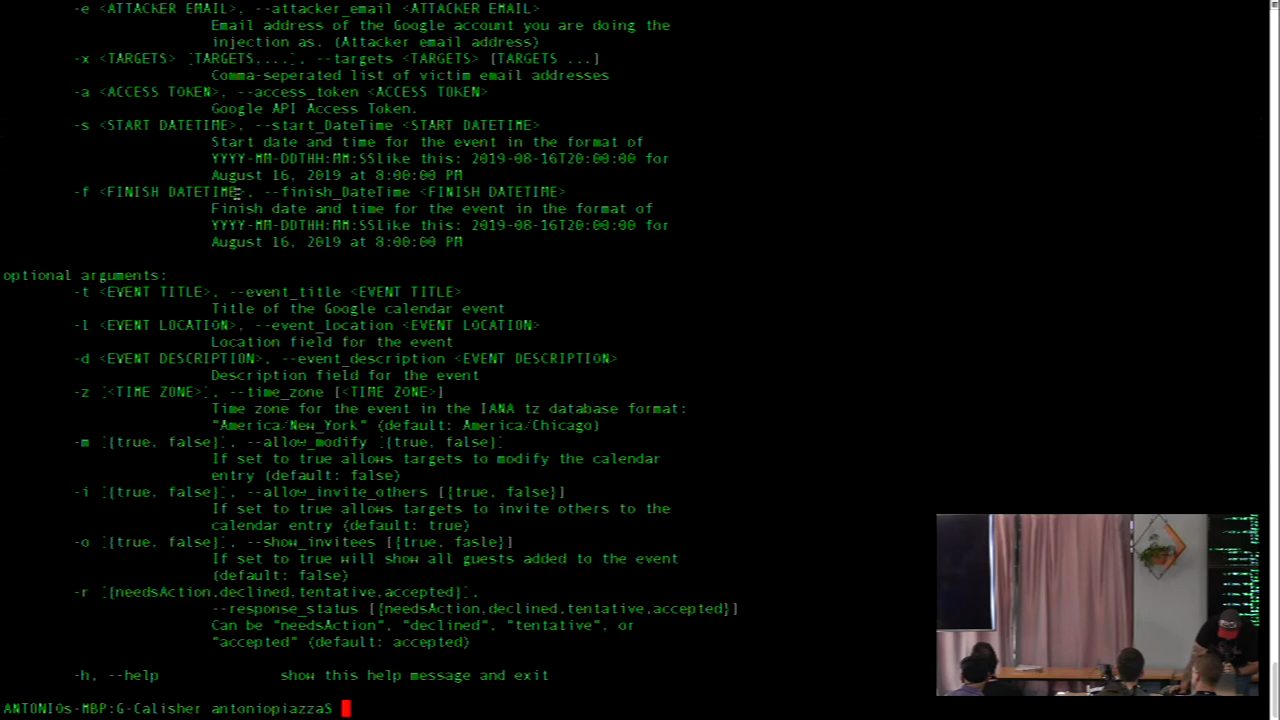 -e <ATTACKER EMAIL>, --attacker_email <ATTACKER EMAIL>
Email address of the Google account you are doing the
injection as. (Attacker email address)
-x <TARGETS> [TARGETS,...], --targets <TARGETS> [TARGETS ...]
Comma-seperated list of victim email addresses
-a <ACCESS TOKEN>, --access_token <ACCESS TOKEN>
Google API Access Token.
-s <START DATETIME>, --start_DateTime <START DATETIME>
Start date and time for the event in the format of
YYYY-MM-DDTHH:MM:SSlike this: 2019-08-16T20:00:00 for
August 16, 2019 at 8:00:00 PM
-f <FINISH DATETIME>, --finish_DateTime <FINISH DATETIME>
Finish date and time for the event in the format of
YYYY-MM-DDTHH:MM:SSlike this: 2019-08-16T20:00:00 for
August 16, 2019 at 8:00:00 PM
optional arguments:
-t <EVENT TITLE>, --event_title <EVENT TITLE>
Title of the Google calendar event
-l <EVENT LOCATION>, --event_location <EVENT LOCATION>
Location field for the event
-d <EVENT DESCRIPTION>, --event_description <EVENT DESCRIPTION>
Description field for the event
-z [<TIME ZONE>], --time_zone [<TIME ZONE>]
Time zone for the event in the IANA tz database format:
"America/New_York" (default: America/Chicago)
-m [{true, false}], --allow_modify [{true, false}]
If set to true allows targets to modify the calendar
entry (default: false)
-i [{true, false}], --allow_invite_others [{true, false}]
If set to true allows targets to invite others to the
calendar entry (default: true)
-o [{true, false}], --show_invitees [{true, fasle}]
If set to true will show all guests added to the event
(default: false)
-r [{needsAction,declined,tentative,accepted}],
--response_status [{needsAction,declined,tentative,accepted}]
Can be "needsAction", "declined", "tentative", or
"accepted" (default: accepted)
-h, --help show this help message and exit
ANTONIOs-MBP:G-Calisher antoniopiazza$